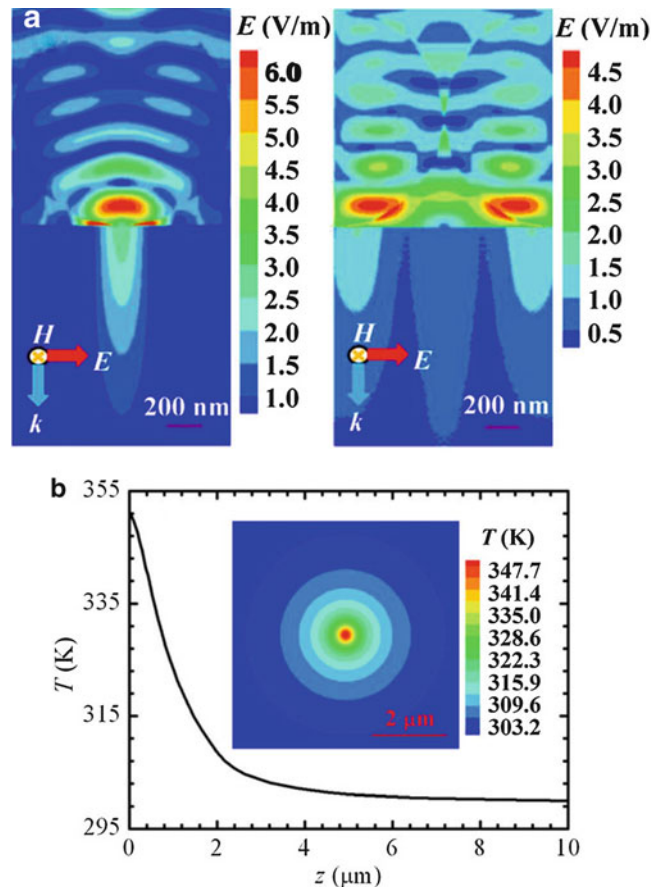 a
E (V/m)
6.0
5.5
5.0
4.5
4.0
3.5
3.0
2.5
2.0
1.5
1.0
H
E
k
200 nm
E (V/m)
4.5
4.0
3.5
3.0
2.5
2.0
1.5
1.0
0.5
H
E
k
200 nm
b
355
335
315
295
T (K)
T (K)
347.7
341.4
335.0
328.6
322.3
315.9
309.6
303.2
2 μm
0 2 4 6 8 10
z (μm)